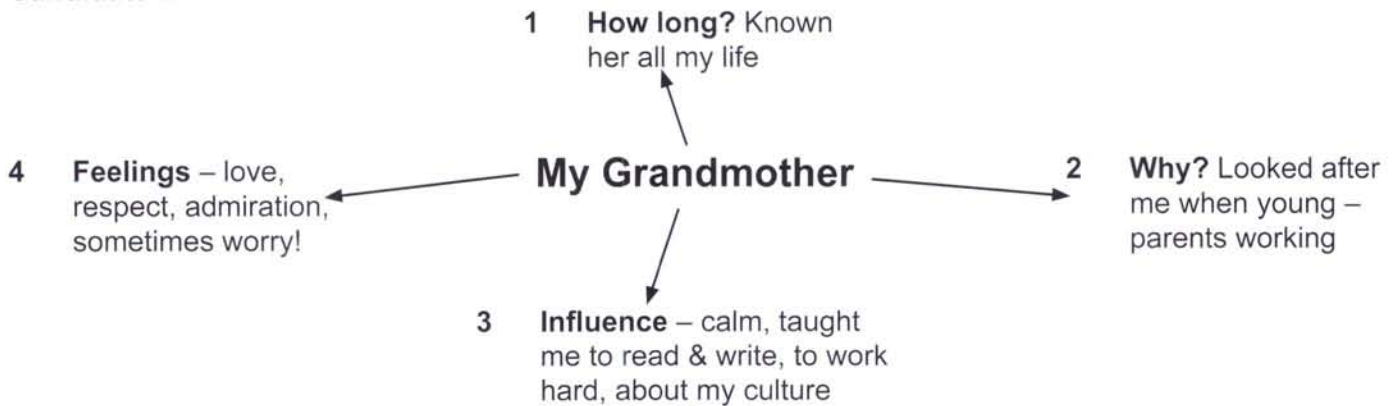 1 How long? Known
her all my life
My Grandmother
2 Why? Looked after
me when young –
parents working
3 Influence – calm, taught
me to read & write, to work
hard, about my culture
4 Feelings – love,
respect, admiration,
sometimes worry!